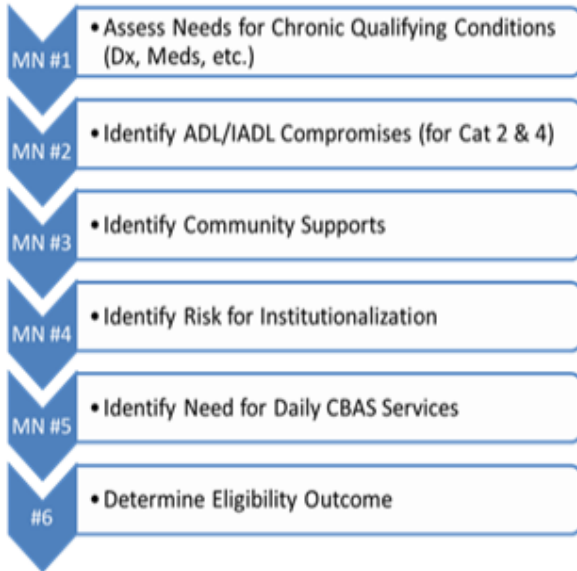 MN #1
• Assess Needs for Chronic Qualifying Conditions
(Dx, Meds, etc.)
MN #2
• Identify ADL/IADL Compromises (for Cat 2 & 4)
MN #3
• Identify Community Supports
MN #4
• Identify Risk for Institutionalization
MN #5
• Identify Need for Daily CBAS Services
#6
• Determine Eligibility Outcome